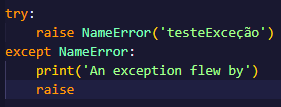 try:
    raise NameError('testeExceção')
except NameError:
    print('An exception flew by')
    raise